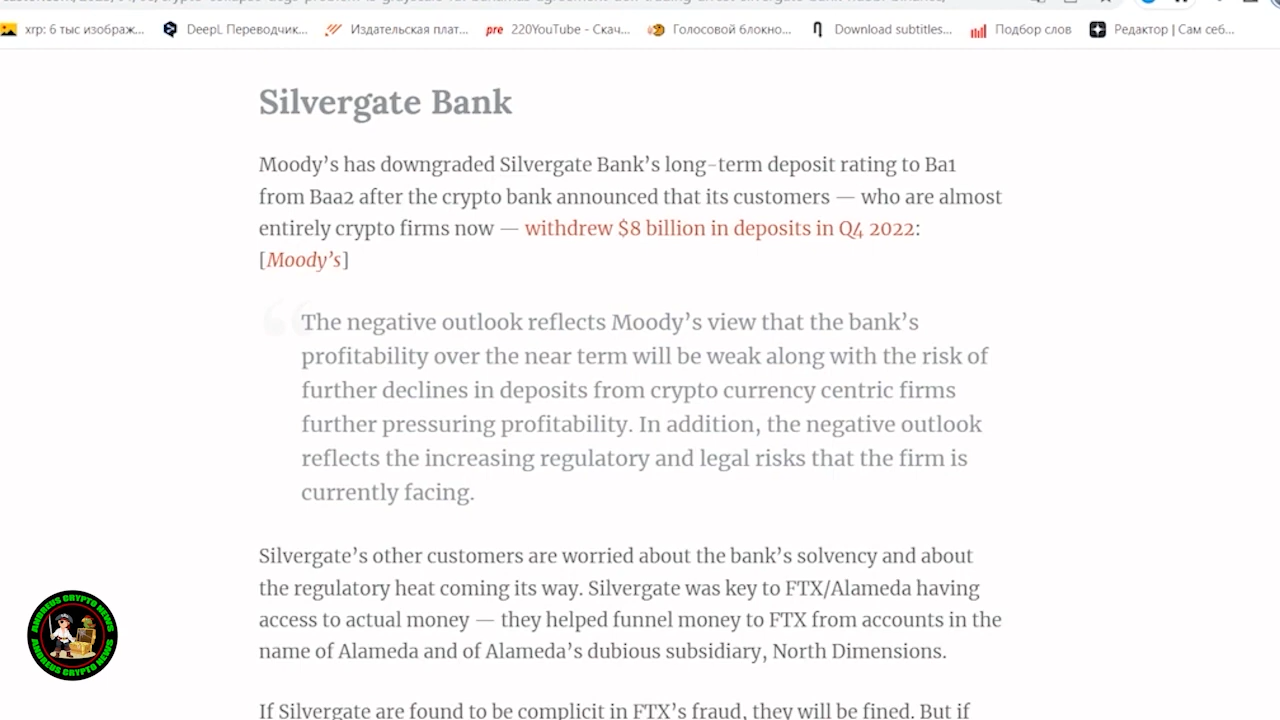 xrp: 6 тыс изображ...
DeepL Переводчик...
Издательская плат...
pre 220YouTube - Скач...
Голосовой блокно...
Download subtitles...
Подбор слов
Редактор | Сам себ...
Silvergate Bank
Moody’s has downgraded Silvergate Bank’s long-term deposit rating to Ba1
from Baa2 after the crypto bank announced that its customers — who are almost
entirely crypto firms now — withdrew $8 billion in deposits in Q4 2022:
[Moody’s]
The negative outlook reflects Moody’s view that the bank’s
profitability over the near term will be weak along with the risk of
further declines in deposits from crypto currency centric firms
further pressuring profitability. In addition, the negative outlook
reflects the increasing regulatory and legal risks that the firm is
currently facing.
Silvergate’s other customers are worried about the bank’s solvency and about
the regulatory heat coming its way. Silvergate was key to FTX/Alameda having
access to actual money — they helped funnel money to FTX from accounts in the
name of Alameda and of Alameda’s dubious subsidiary, North Dimensions.
If Silvergate are found to be complicit in FTX’s fraud, they will be fined. But if
ANDREUS CRYPTO NEWS
ANDREUS CRYPTO NEWS